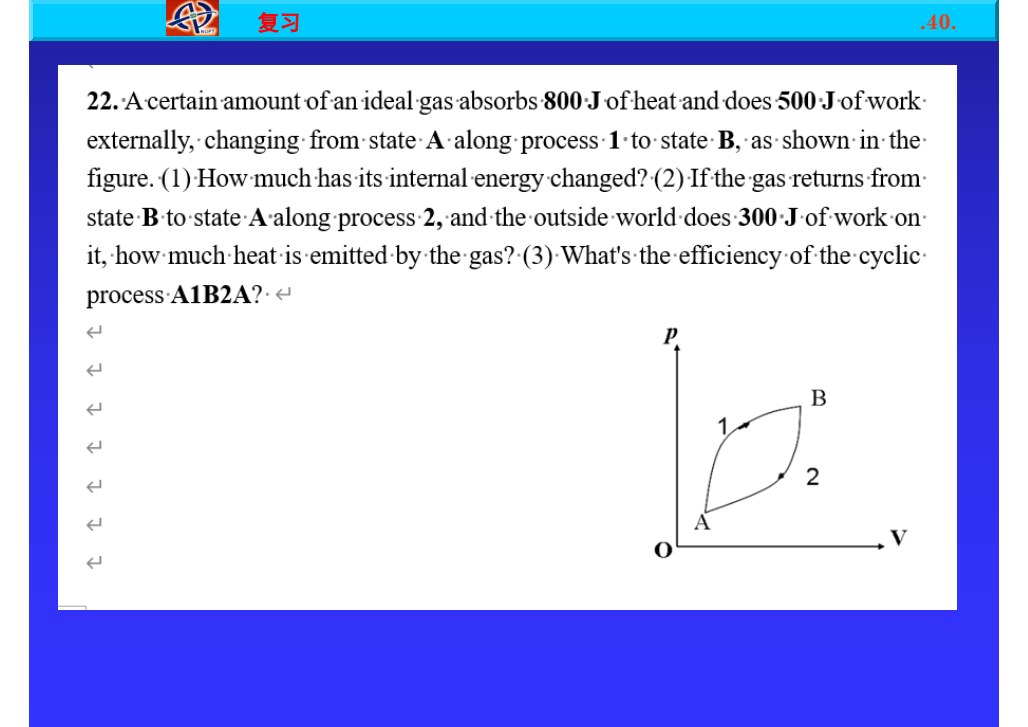 NUPT
复习
.40.
22. A certain amount of an ideal gas absorbs 800 J of heat and does 500 J of work
externally, changing from state A along process 1 to state B, as shown in the
figure. (1) How much has its internal energy changed? (2) If the gas returns from
state B to state A along process 2, and the outside world does 300 J of work on
it, how much heat is emitted by the gas? (3) What's the efficiency of the cyclic
process A1B2A?
p
B
1
2
A
V
O